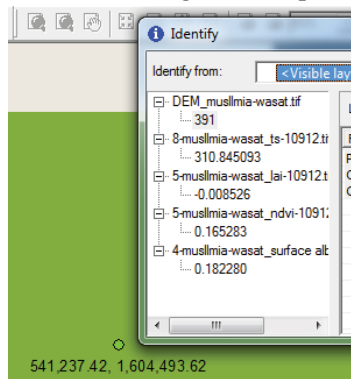 Identify
Identify from: <Visible lay
DEM_musllmia-wasat.tif
391
8-musllmia-wasat_ts-10912.ti
310.845093
5-musllmia-wasat_lai-10912.t
-0.008526
5-musllmia-wasat_ndvi-10912
0.165283
4-musllmia-wasat_surface alb
0.182280
541,237.42, 1,604,493.62